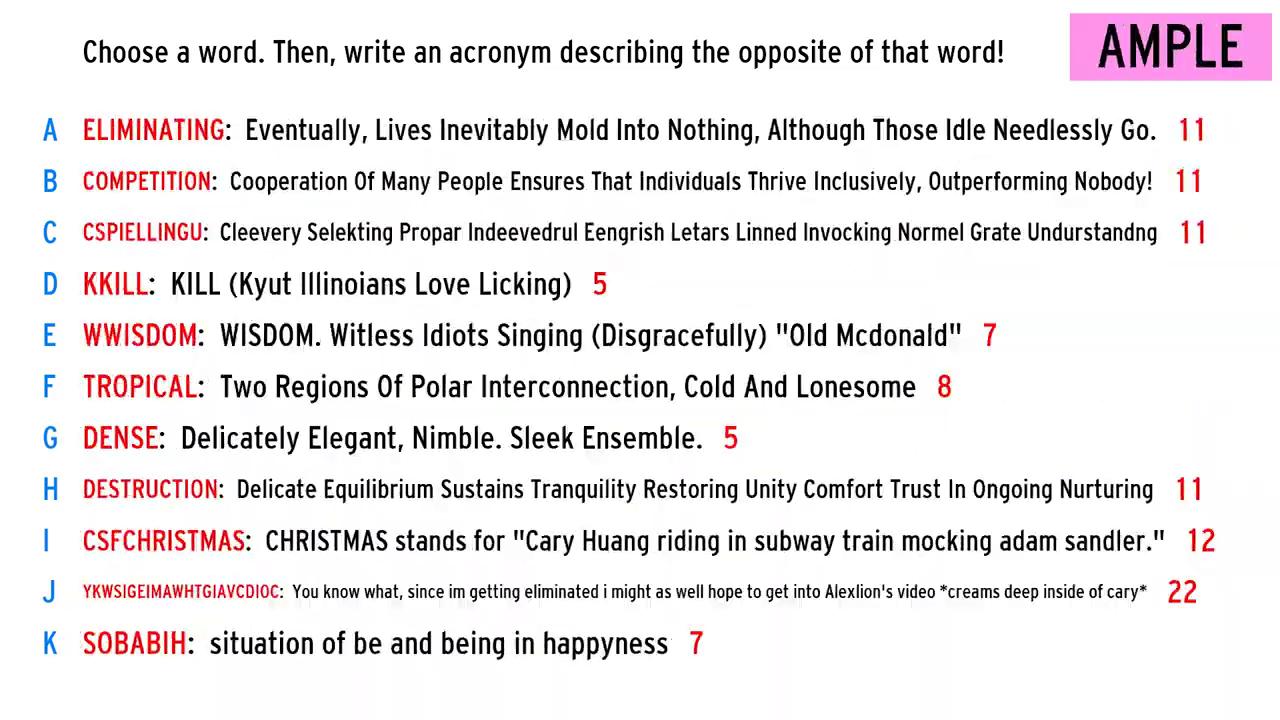 Choose a word. Then, write an acronym describing the opposite of that word!
AMPLE
A ELIMINATING: Eventually, Lives Inevitably Mold Into Nothing, Although Those Idle Needlessly Go. 11
B COMPETITION: Cooperation Of Many People Ensures That Individuals Thrive Inclusively, Outperforming Nobody! 11
C CSPIELLINGU: Cleevery Selekting Propar Indeevedrul Eengrish Letars Linned Invocking Normel Grate Undurstandng 11
D KKILL: KILL (Kyut Illinoians Love Licking) 5
E WWISDOM: WISDOM. Witless Idiots Singing (Disgracefully) "Old Mcdonald" 7
F TROPICAL: Two Regions Of Polar Interconnection, Cold And Lonesome 8
G DENSE: Delicately Elegant, Nimble. Sleek Ensemble. 5
H DESTRUCTION: Delicate Equilibrium Sustains Tranquility Restoring Unity Comfort Trust In Ongoing Nurturing 11
I CSFCHRISTMAS: CHRISTMAS stands for "Cary Huang riding in subway train mocking adam sandler." 12
J YKWSIGEIMAWHTGIAVCDIOC: You know what, since im getting eliminated i might as well hope to get into Alexlion's video *creams deep inside of cary* 22
K SOBABIH: situation of be and being in happyness 7